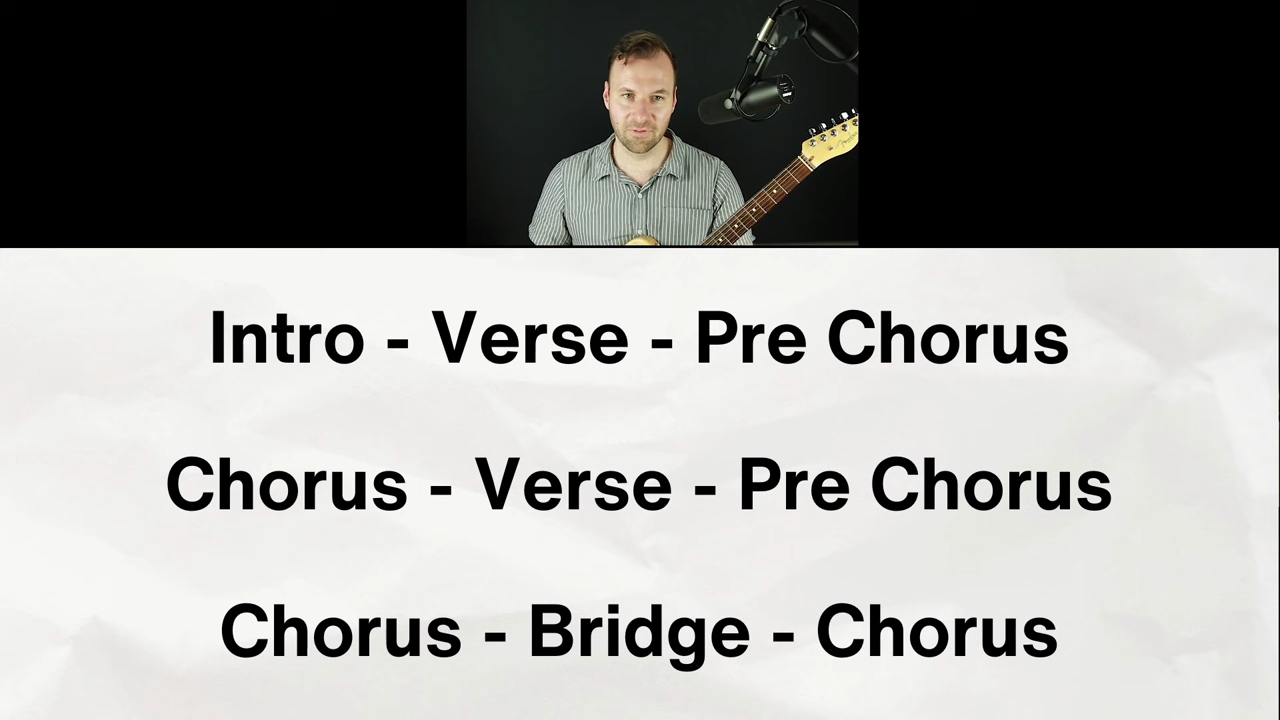 Intro - Verse - Pre Chorus
Chorus - Verse - Pre Chorus
Chorus - Bridge - Chorus